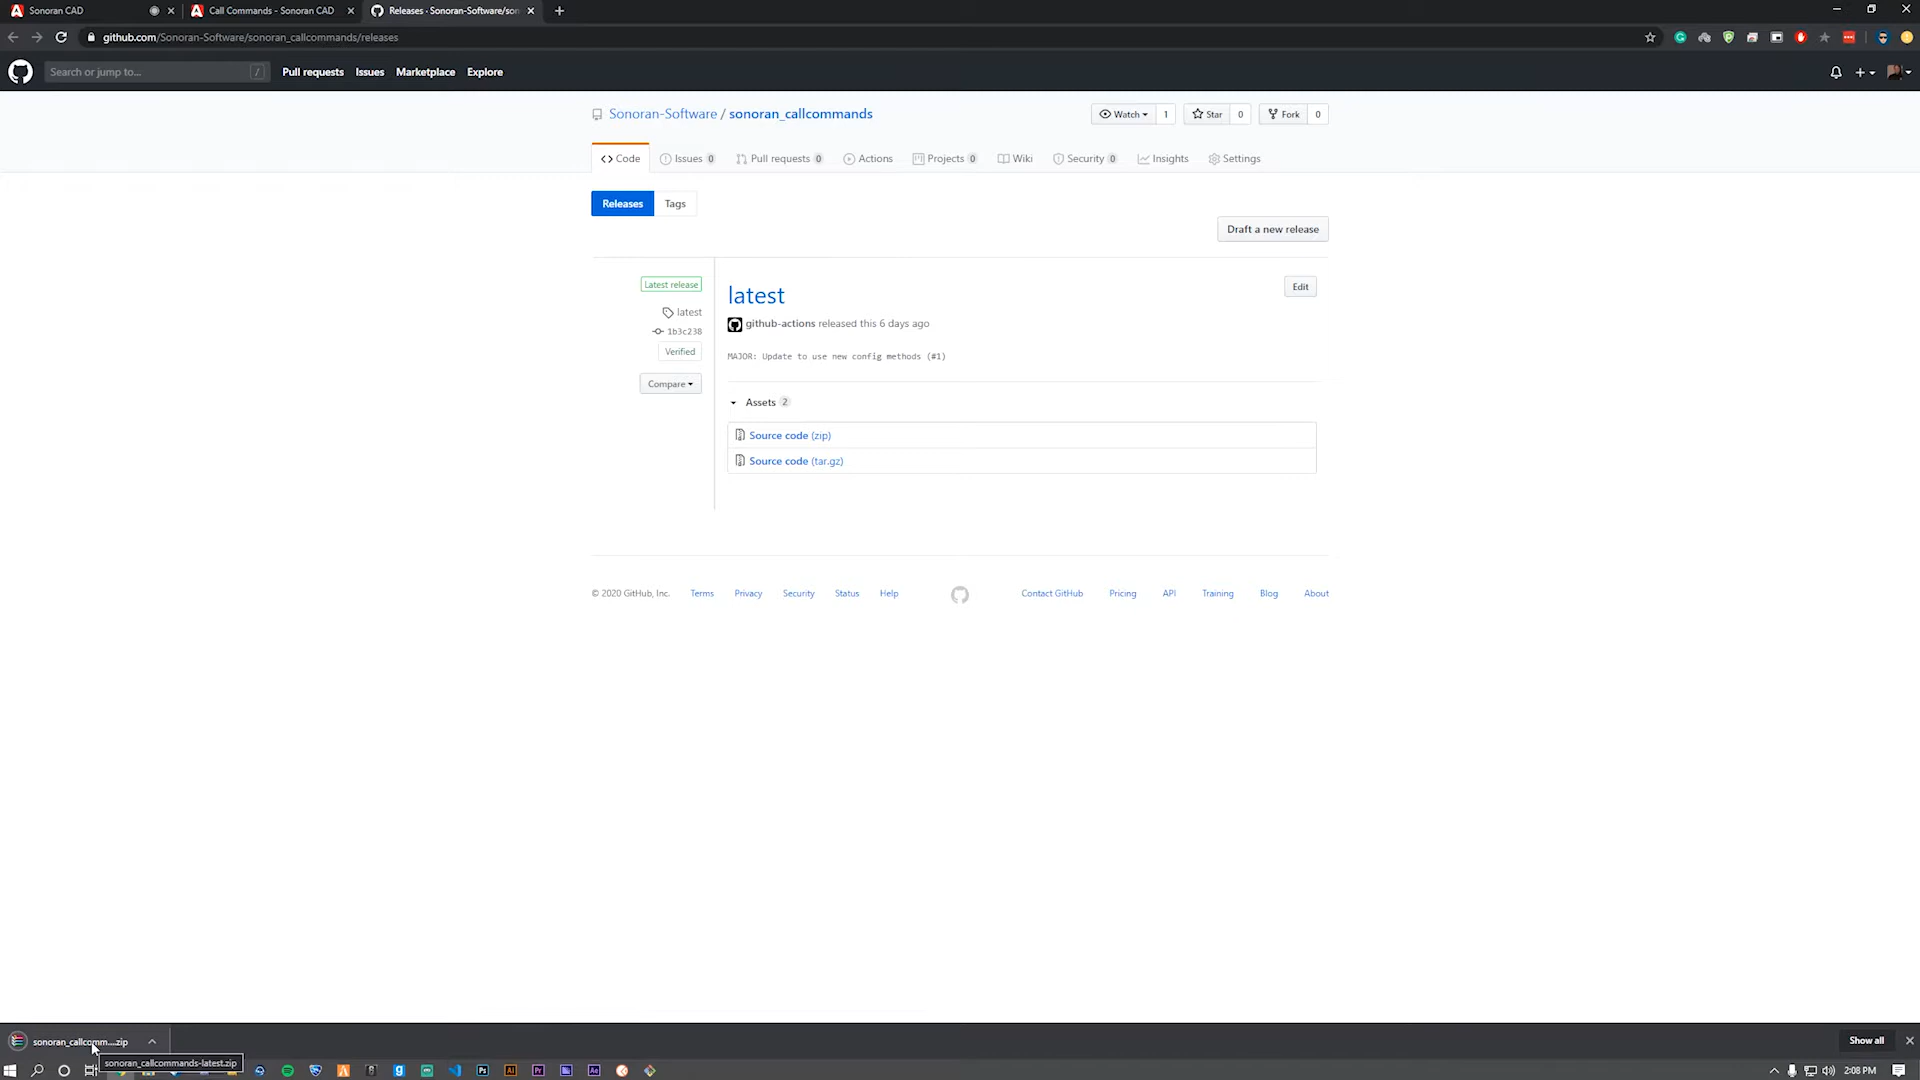 Sonoran CAD
Call Commands - Sonoran CAD
Releases · Sonoran-Software/son
github.com/Sonoran-Software/sonoran_callcommands/releases
Search or jump to...
/
Pull requests
Issues
Marketplace
Explore
Sonoran-Software / sonoran_callcommands
Watch
1
Star
0
Fork
0
Code
Issues 0
Pull requests 0
Actions
Projects 0
Wiki
Security 0
Insights
Settings
Releases
Tags
Draft a new release
Latest release
latest
1b3c238
Verified
Compare
latest
Edit
github-actions released this 6 days ago
MAJOR: Update to use new config methods (#1)
Assets 2
Source code (zip)
Source code (tar.gz)
© 2020 GitHub, Inc.
Terms
Privacy
Security
Status
Help
Contact GitHub
Pricing
API
Training
Blog
About
sonoran_callcomm....zip
Show all
sonoran_callcommands-latest.zip
Ps
Ai
Pr
Ae
2:08 PM